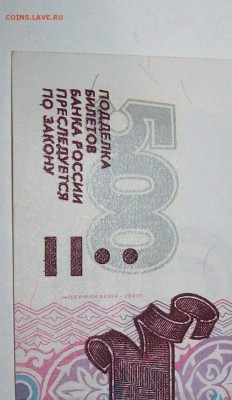 COINS.LAVE.RU
500
ПОДДЕЛКА
БИЛЕТОВ
БАНКА РОССИИ
ПРЕСЛЕДУЕТСЯ
ПО ЗАКОНУ